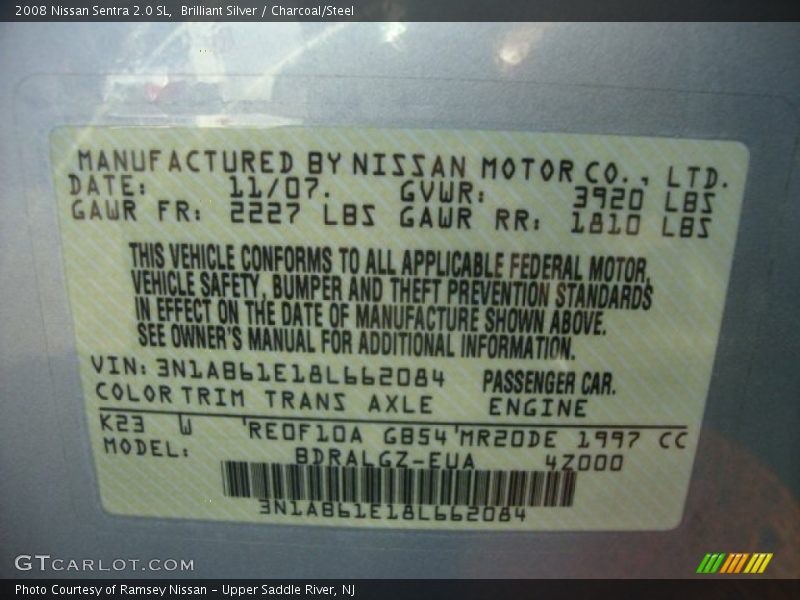 2008 Nissan Sentra 2.0 SL, Brilliant Silver / Charcoal/Steel
MANUFACTURED BY NISSAN MOTOR CO., LTD.
DATE: 11/07. GVWR: 3920 LBS
GAWR FR: 2227 LBS GAWR RR: 1810 LBS
THIS VEHICLE CONFORMS TO ALL APPLICABLE FEDERAL MOTOR,
VEHICLE SAFETY, BUMPER AND THEFT PREVENTION STANDARDS
IN EFFECT ON THE DATE OF MANUFACTURE SHOWN ABOVE.
SEE OWNER'S MANUAL FOR ADDITIONAL INFORMATION.
VIN: 3N1AB61E18L662084 PASSENGER CAR.
COLOR TRIM TRANS AXLE ENGINE
K23 W 'RE0F10A GB54'MR20DE 1997 CC
MODEL: BDRALGZ-EUA 4Z000
3N1AB61E18L662084
GTCARLOT.COM
Photo Courtesy of Ramsey Nissan - Upper Saddle River, NJ